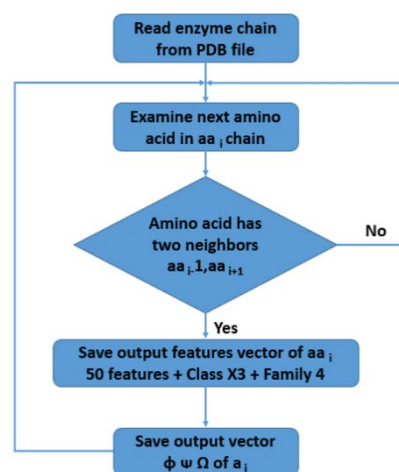 Read enzyme chain
from PDB file
Examine next amino
acid in aa i chain
Amino acid has
two neighbors
aa i-1,aa i+1
No
Yes
Save output features vector of aa i
50 features + Class X3 + Family 4
Save output vector
ɸ ψ Ω of a i